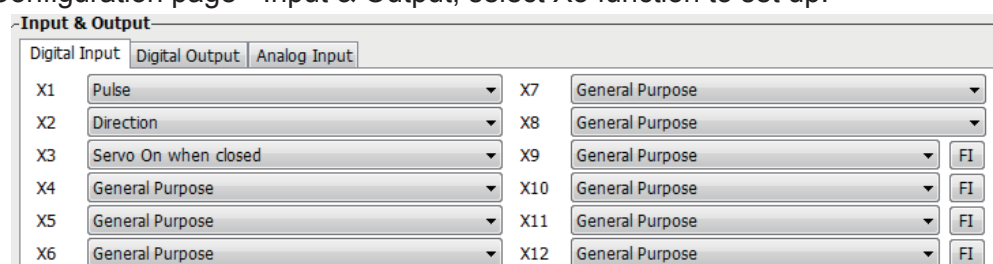 Configuration page - Input & Output, select X3 function to set up.
Input & Output
Digital Input Digital Output Analog Input
X1 Pulse X7 General Purpose
X2 Direction X8 General Purpose
X3 Servo On when closed X9 General Purpose FI
X4 General Purpose X10 General Purpose FI
X5 General Purpose X11 General Purpose FI
X6 General Purpose X12 General Purpose FI